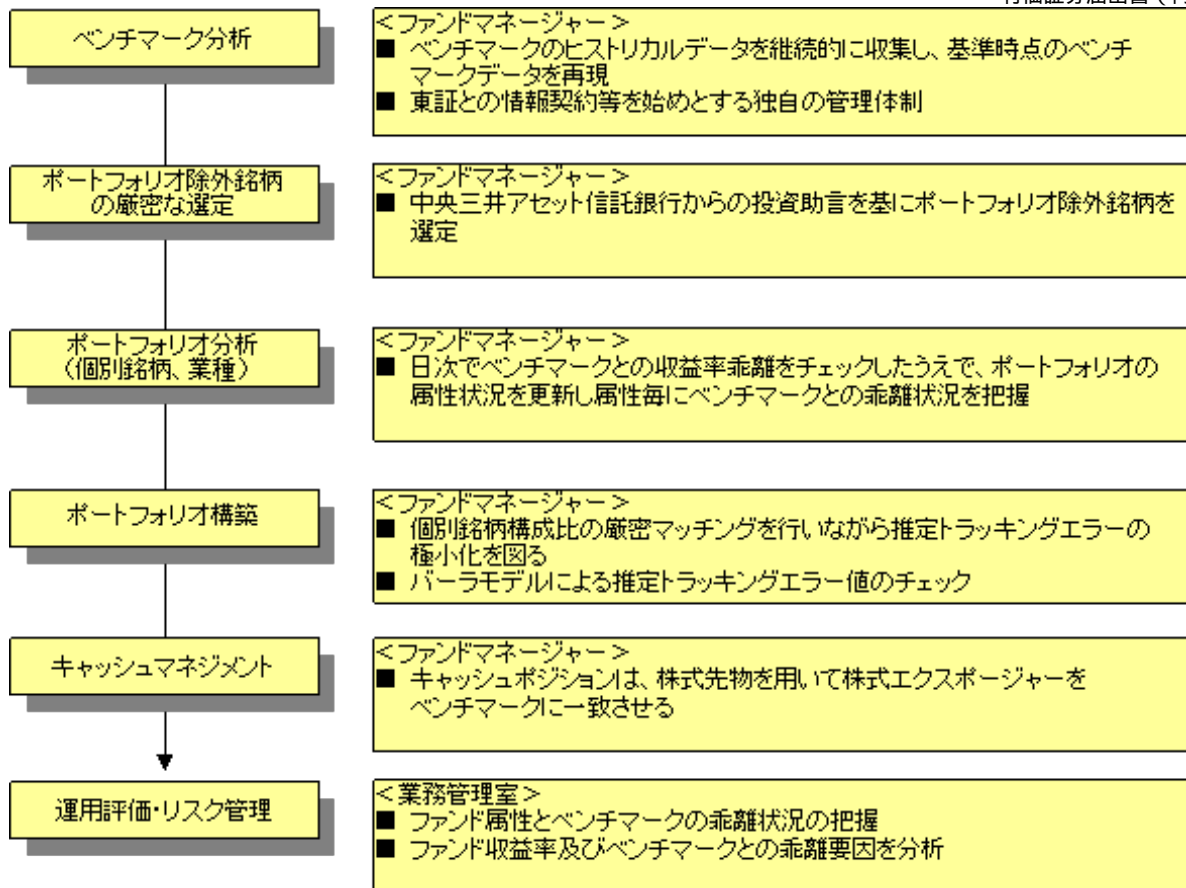 ベンチマーク分析
<ファンドマネージャー>
■ ベンチマークのヒストリカルデータを継続的に収集し、基準時点のベンチ
マークデータを再現
■ 東証との情報契約等を始めとする独自の管理体制
ポートフォリオ除外銘柄
の厳密な選定
<ファンドマネージャー>
■ 中央三井アセット信託銀行からの投資助言を基にポートフォリオ除外銘柄を
選定
ポートフォリオ分析
(個別銘柄、業種)
<ファンドマネージャー>
■ 日次でベンチマークとの収益率乖離をチェックしたうえで、ポートフォリオの
属性状況を更新し属性毎にベンチマークとの乖離状況を把握
ポートフォリオ構築
<ファンドマネージャー>
■ 個別銘柄構成比の厳密マッチングを行いながら推定トラッキングエラーの
極小化を図る
■ バーラモデルによる推定トラッキングエラー値のチェック
キャッシュマネジメント
<ファンドマネージャー>
■ キャッシュポジションは、株式先物を用いて株式エクスポージャーを
ベンチマークに一致させる
運用評価・リスク管理
<業務管理室>
■ ファンド属性とベンチマークの乖離状況の把握
■ ファンド収益率及びベンチマークとの乖離要因を分析